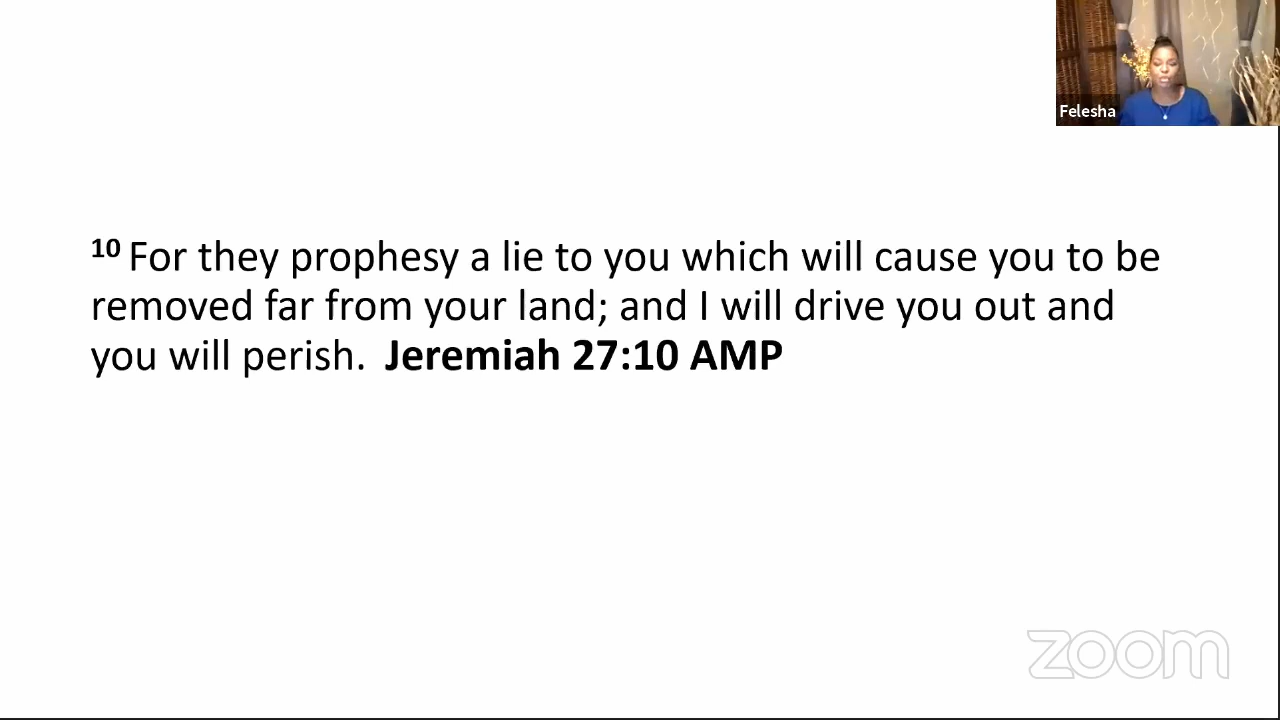 Felesha
10 For they prophesy a lie to you which will cause you to be
removed far from your land; and I will drive you out and
you will perish. Jeremiah 27:10 AMP
zoom